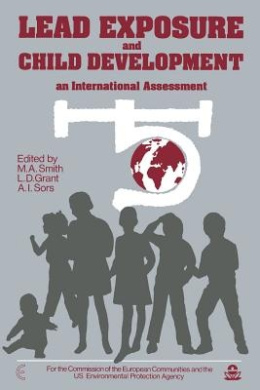 LEAD EXPOSURE
and
CHILD DEVELOPMENT
an International Assessment
Edited by
M.A. Smith
L.D. Grant
A.I. Sors
For the Commission of the European Communities and the
US Environmental Protection Agency